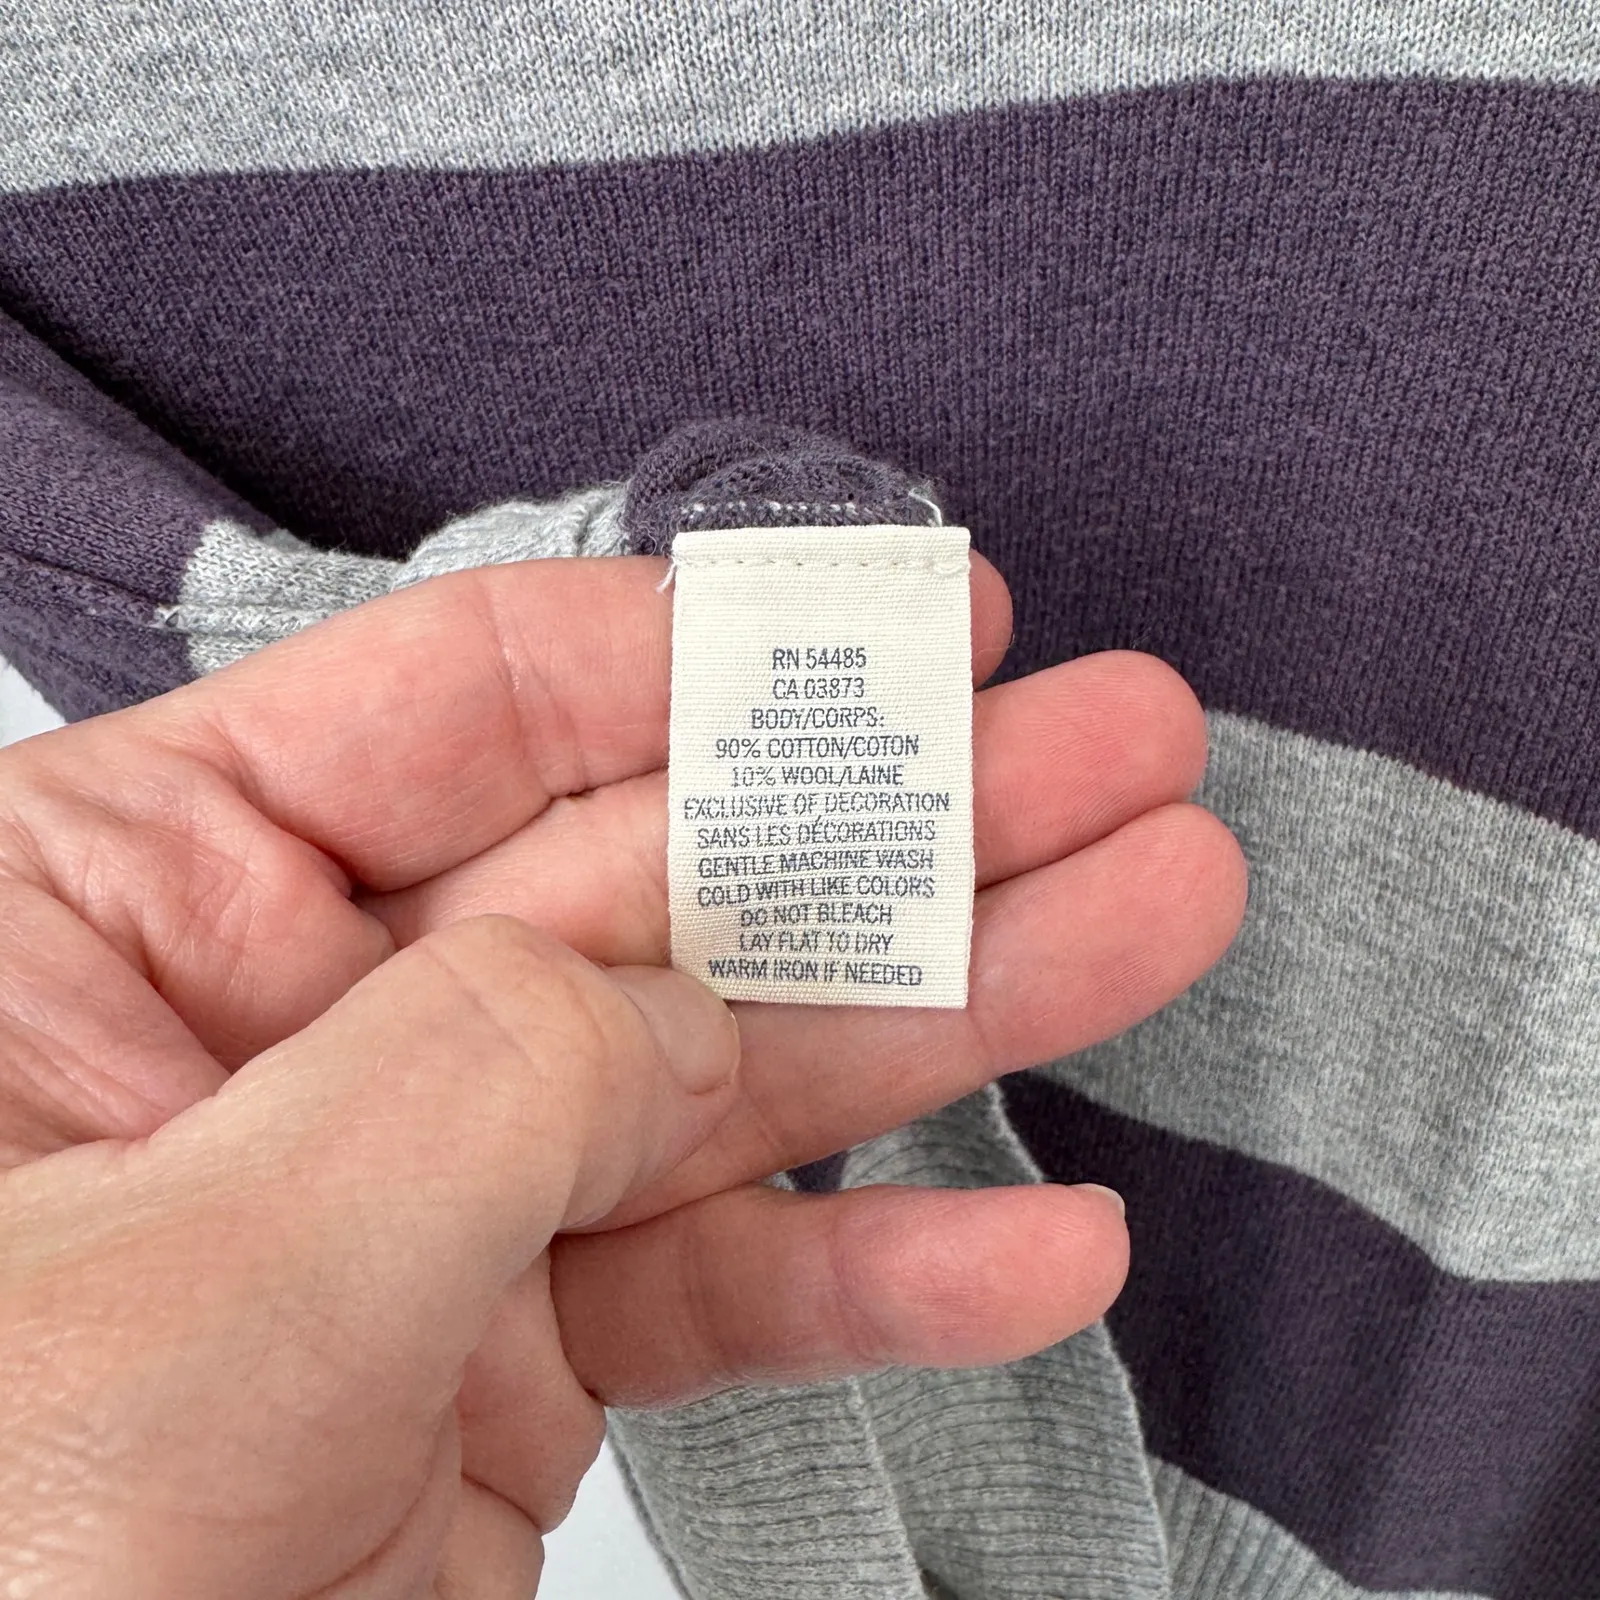 RN 54485
CA 03873
BODY/CORPS:
90% COTTON/COTON
10% WOOL/LAINE
EXCLUSIVE OF DECORATION
SANS LES DÉCORATIONS
GENTLE MACHINE WASH
COLD WITH LIKE COLORS
DO NOT BLEACH
LAY FLAT TO DRY
WARM IRON IF NEEDED